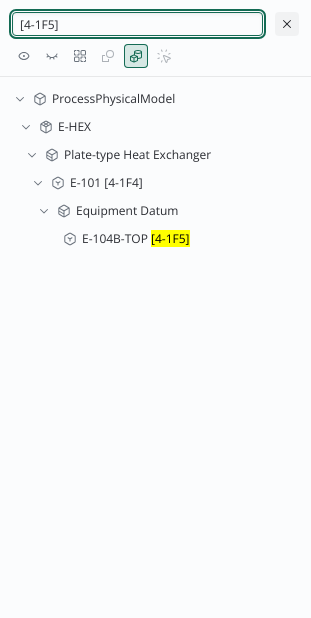 [4-1F5]
ProcessPhysicalModel
E-HEX
Plate-type Heat Exchanger
E-101 [4-1F4]
Equipment Datum
E-104B-TOP [4-1F5]